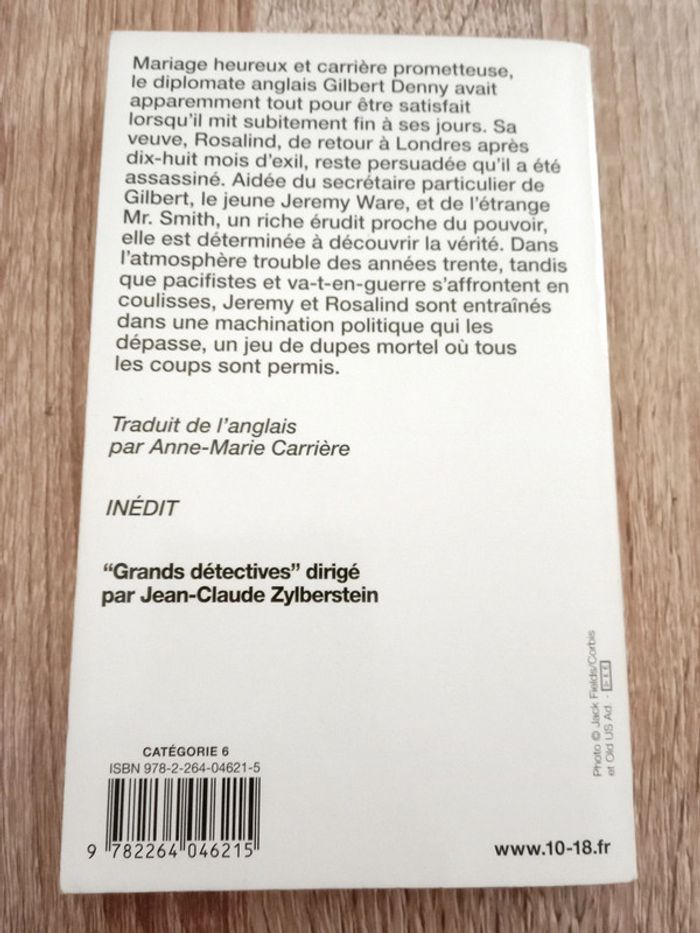 Mariage heureux et carrière prometteuse,
le diplomate anglais Gilbert Denny avait
apparemment tout pour être satisfait
lorsqu'il mit subitement fin à ses jours. Sa
veuve, Rosalind, de retour à Londres après
dix-huit mois d'exil, reste persuadée qu'il a été
assassiné. Aidée du secrétaire particulier de
Gilbert, le jeune Jeremy Ware, et de l'étrange
Mr. Smith, un riche érudit proche du pouvoir,
elle est déterminée à découvrir la vérité. Dans
l'atmosphère trouble des années trente, tandis
que pacifistes et va-t-en-guerre s'affrontent en
coulisses, Jeremy et Rosalind sont entraînés
dans une machination politique qui les
dépasse, un jeu de dupes mortel où tous
les coups sont permis.
Traduit de l'anglais
par Anne-Marie Carrière
INÉDIT
“Grands détectives” dirigé
par Jean-Claude Zylberstein
Photo © Jack Fields/Corbis
et Old US Ad. -
CATÉGORIE 6
ISBN 978-2-264-04621-5
9 782264 046215
www.10-18.fr